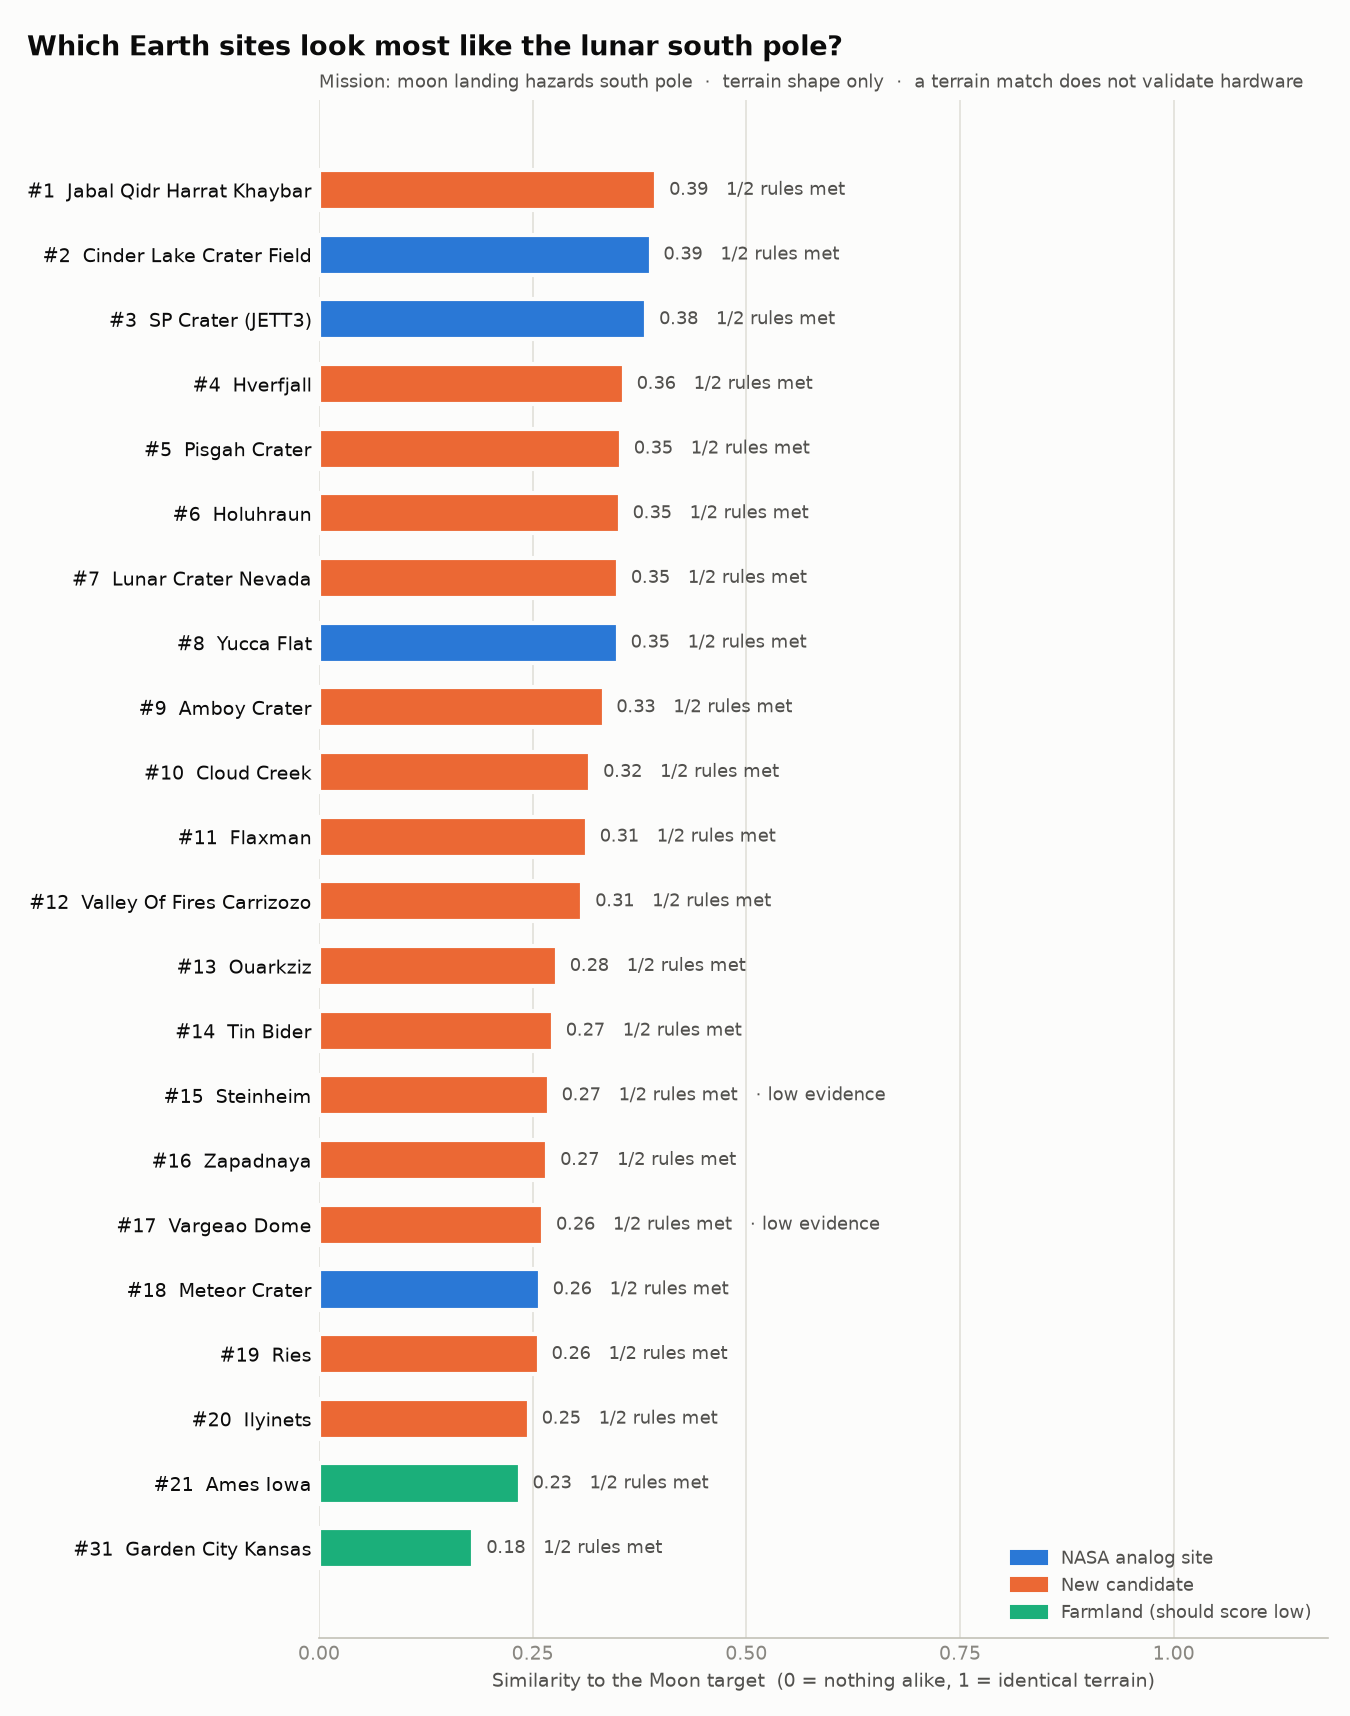 Which Earth sites look most like the lunar south pole?
Mission: moon landing hazards south pole · terrain shape only · a terrain match does not validate hardware
#1 Jabal Qidr Harrat Khaybar 0.39 1/2 rules met
#2 Cinder Lake Crater Field 0.39 1/2 rules met
#3 SP Crater (JETT3) 0.38 1/2 rules met
#4 Hverfjall 0.36 1/2 rules met
#5 Pisgah Crater 0.35 1/2 rules met
#6 Holuhraun 0.35 1/2 rules met
#7 Lunar Crater Nevada 0.35 1/2 rules met
#8 Yucca Flat 0.35 1/2 rules met
#9 Amboy Crater 0.33 1/2 rules met
#10 Cloud Creek 0.32 1/2 rules met
#11 Flaxman 0.31 1/2 rules met
#12 Valley Of Fires Carrizozo 0.31 1/2 rules met
#13 Ouarkziz 0.28 1/2 rules met
#14 Tin Bider 0.27 1/2 rules met
#15 Steinheim 0.27 1/2 rules met · low evidence
#16 Zapadnaya 0.27 1/2 rules met
#17 Vargeao Dome 0.26 1/2 rules met · low evidence
#18 Meteor Crater 0.26 1/2 rules met
#19 Ries 0.26 1/2 rules met
#20 Ilyinets 0.25 1/2 rules met
#21 Ames Iowa 0.23 1/2 rules met
#31 Garden City Kansas 0.18 1/2 rules met
NASA analog site
New candidate
Farmland (should score low)
0.00 0.25 0.50 0.75 1.00
Similarity to the Moon target (0 = nothing alike, 1 = identical terrain)